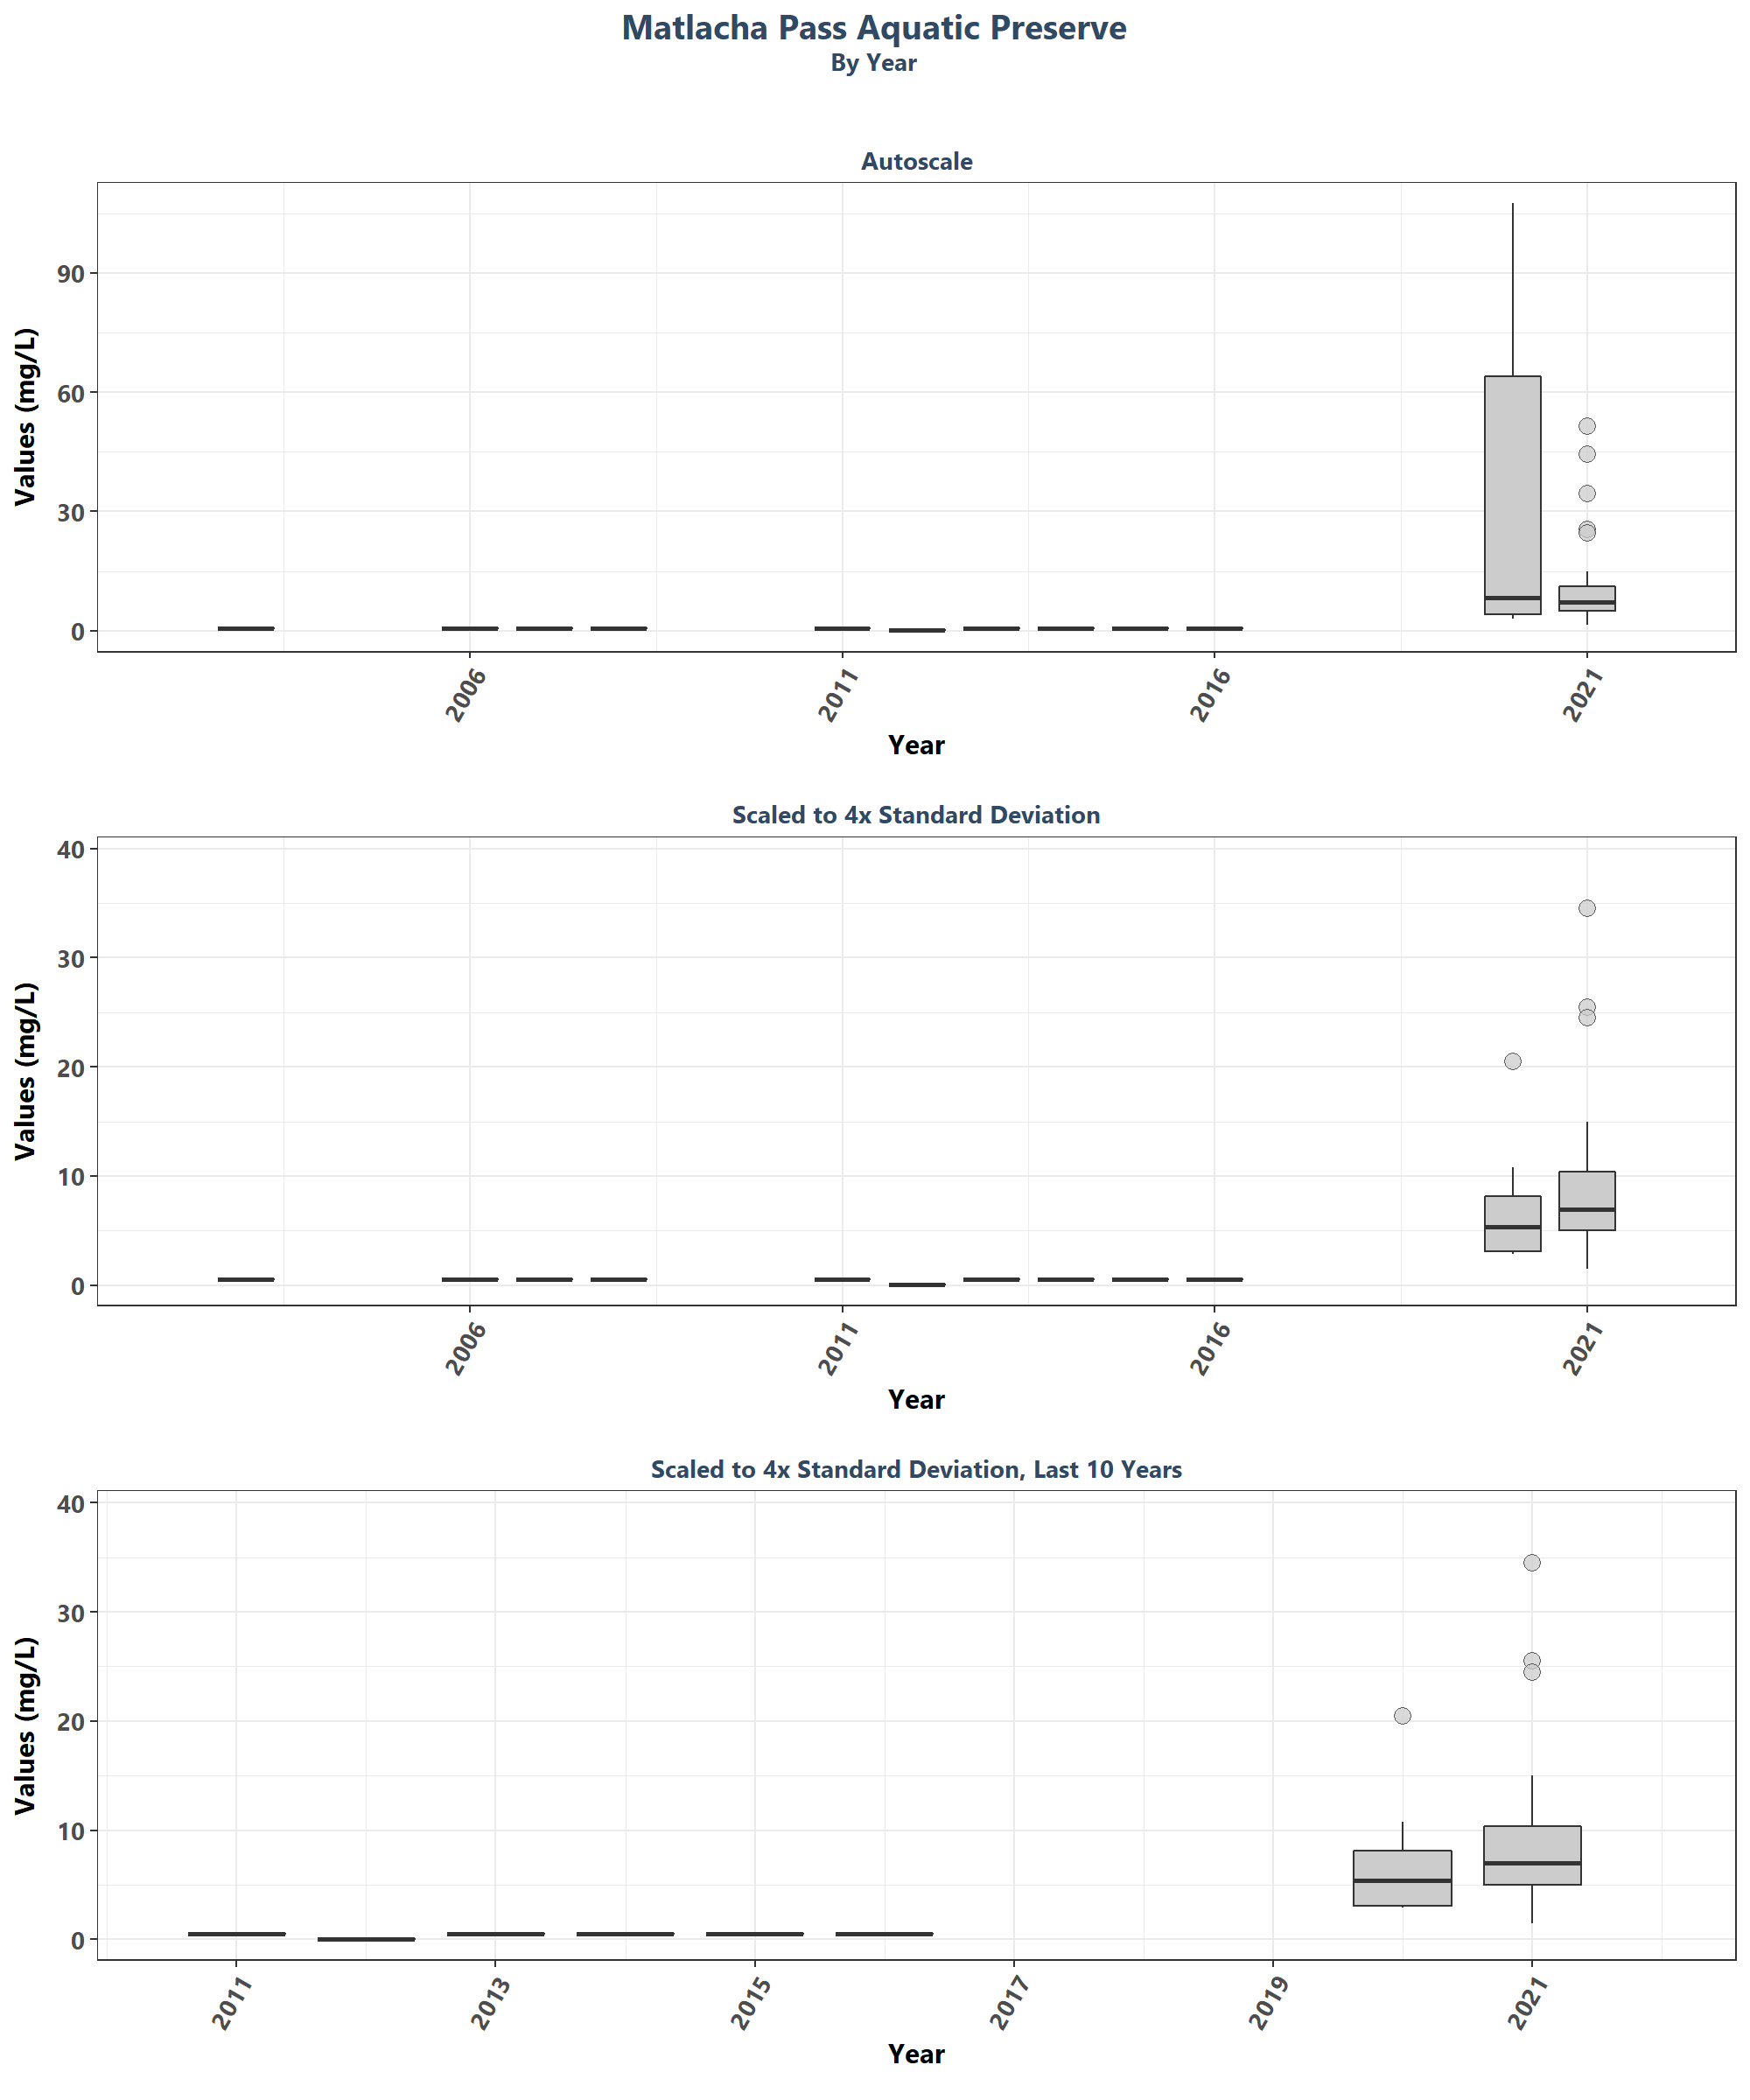 Matlacha Pass Aquatic Preserve
By Year
Autoscale
Values (mg/L)
90
60
30
0
2006
2011
2016
2021
Year
Scaled to 4x Standard Deviation
Values (mg/L)
40
30
20
10
0
2006
2011
2016
2021
Year
Scaled to 4x Standard Deviation, Last 10 Years
Values (mg/L)
40
30
20
10
0
2011
2013
2015
2017
2019
2021
Year